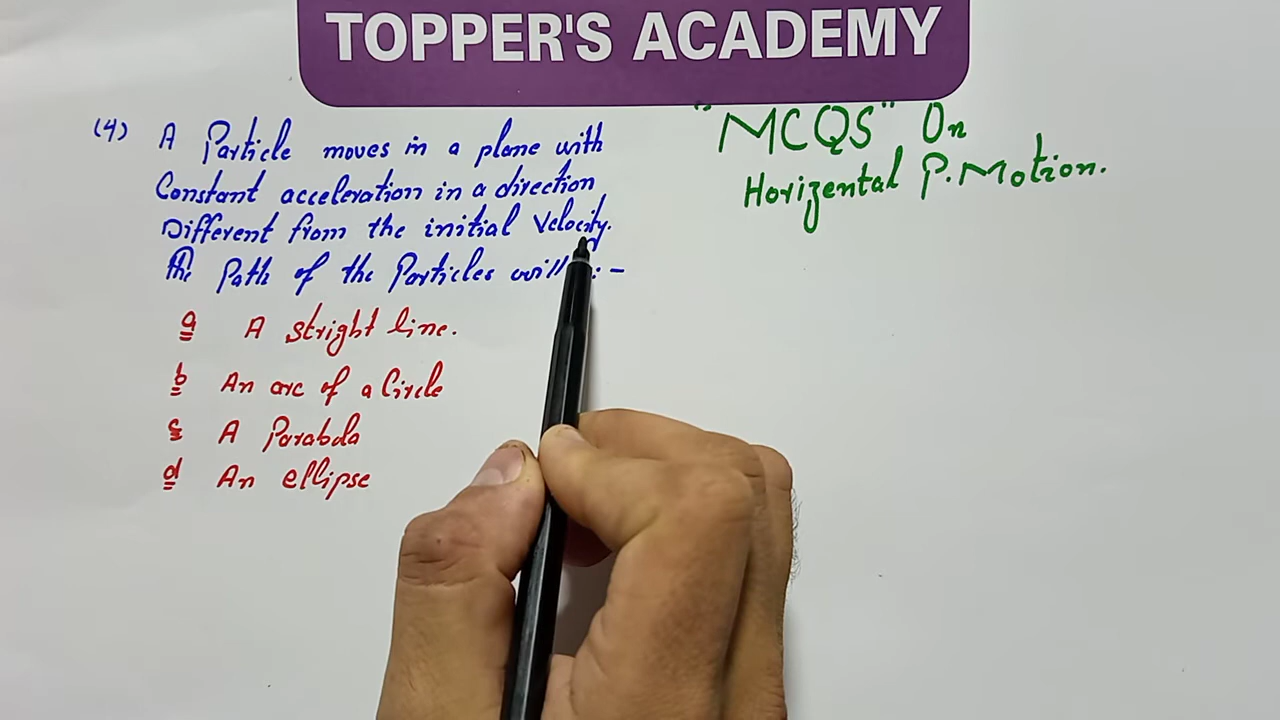 TOPPER'S ACADEMY
"MCQS" On
Horizental P. Motion.
(4) A Particle moves in a plane with
Constant acceleration in a direction
Different from the initial Velocity.
The Path of the Particles will :-
a A stright line.
b An arc of a Circle
c A Parabola
d An ellipse